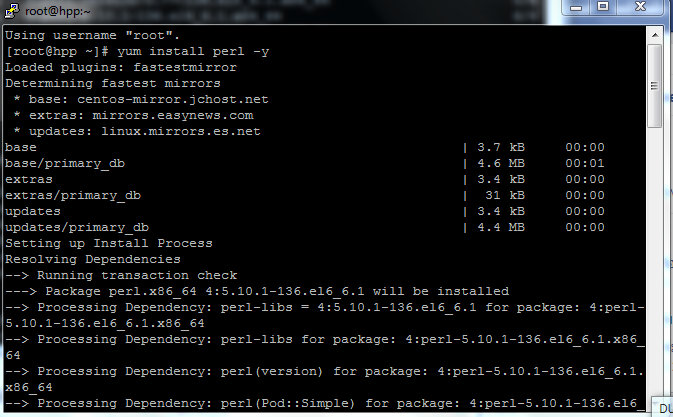 root@hpp:~
Using username "root".
[root@hpp ~]# yum install perl -y
Loaded plugins: fastestmirror
Determining fastest mirrors
 * base: centos-mirror.jchost.net
 * extras: mirrors.easynews.com
 * updates: linux.mirrors.es.net
base | 3.7 kB 00:00
base/primary_db | 4.6 MB 00:01
extras | 3.4 kB 00:00
extras/primary_db | 31 kB 00:00
updates | 3.4 kB 00:00
updates/primary_db | 4.4 MB 00:00
Setting up Install Process
Resolving Dependencies
--> Running transaction check
---> Package perl.x86_64 4:5.10.1-136.el6_6.1 will be installed
--> Processing Dependency: perl-libs = 4:5.10.1-136.el6_6.1 for package: 4:perl-
5.10.1-136.el6_6.1.x86_64
--> Processing Dependency: perl-libs for package: 4:perl-5.10.1-136.el6_6.1.x86_
64
--> Processing Dependency: perl(version) for package: 4:perl-5.10.1-136.el6_6.1.
x86_64
--> Processing Dependency: perl(Pod::Simple) for package: 4:perl-5.10.1-136.el6_
DU